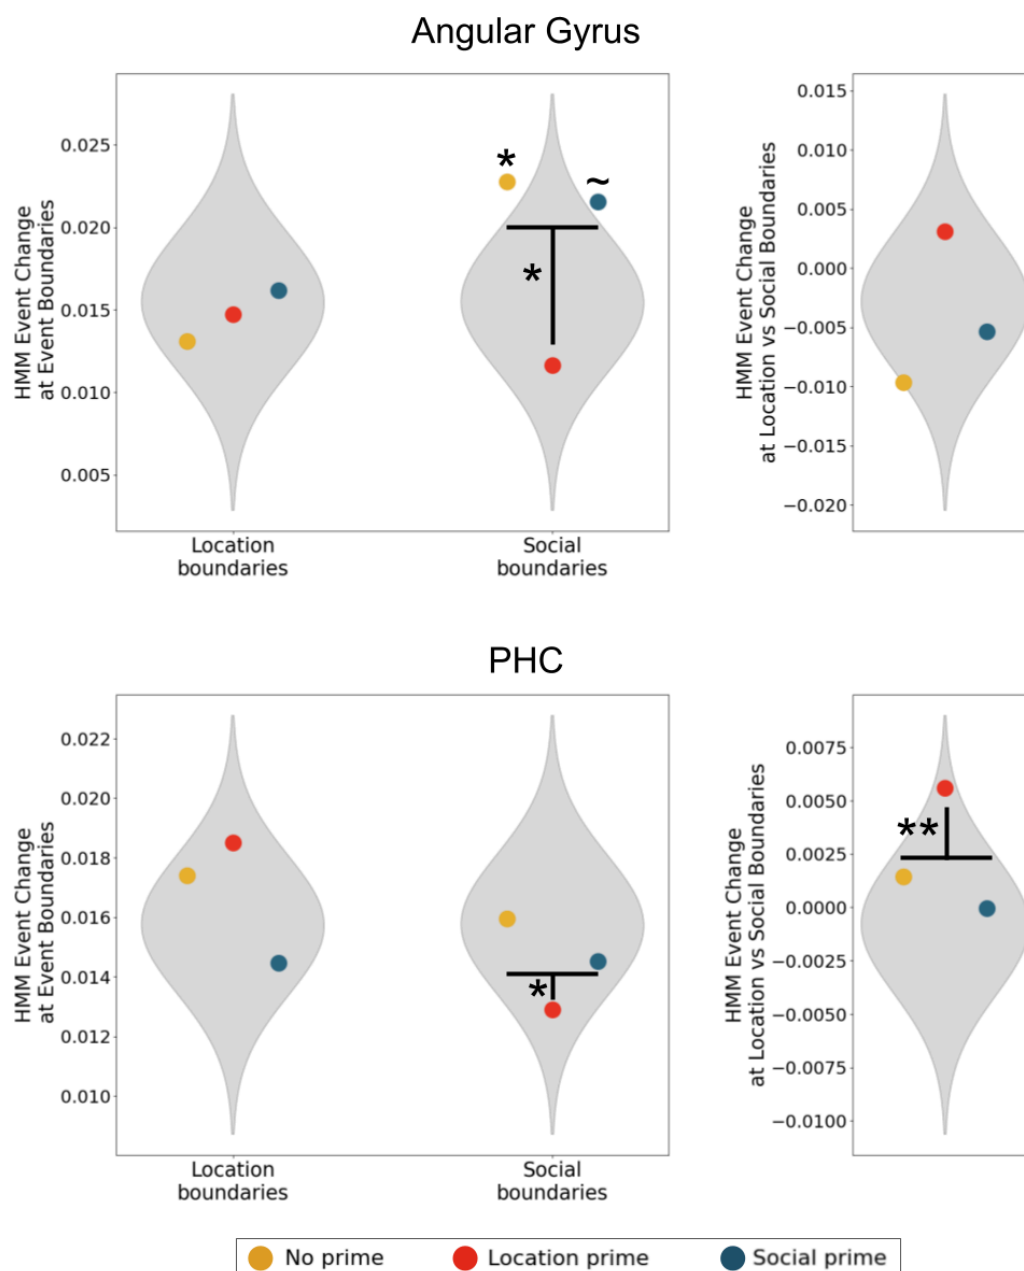 Angular Gyrus
HMM Event Change
at Event Boundaries
0.025
0.020
0.015
0.010
0.005
*
~
*
Location
boundaries
Social
boundaries
HMM Event Change
at Location vs Social Boundaries
0.015
0.010
0.005
0.000
−0.005
−0.010
−0.015
−0.020
PHC
HMM Event Change
at Event Boundaries
0.022
0.020
0.018
0.016
0.014
0.012
0.010
*
Location
boundaries
Social
boundaries
HMM Event Change
at Location vs Social Boundaries
0.0075
0.0050
0.0025
0.0000
−0.0025
−0.0050
−0.0075
−0.0100
**
No prime
Location prime
Social prime